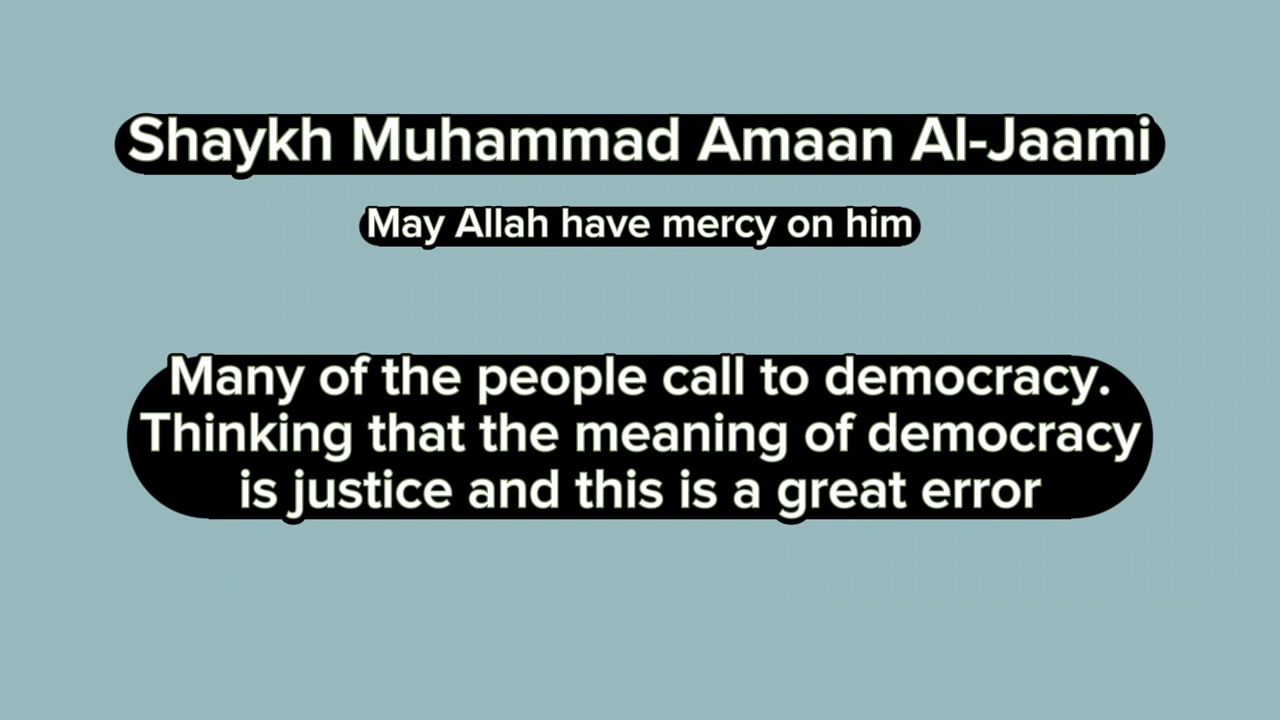 Shaykh Muhammad Amaan Al-Jaami
May Allah have mercy on him
Many of the people call to democracy.
Thinking that the meaning of democracy
is justice and this is a great error